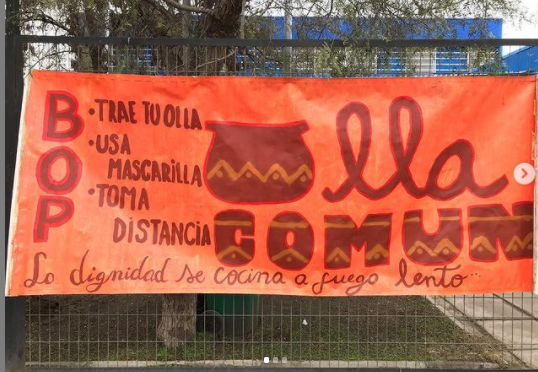 BOP
·TRAE TU OLLA
·USA
MASCARILLA
·TOMA
DISTANCIA
Olla
COMUN
La dignidad se cocina a fuego lento...